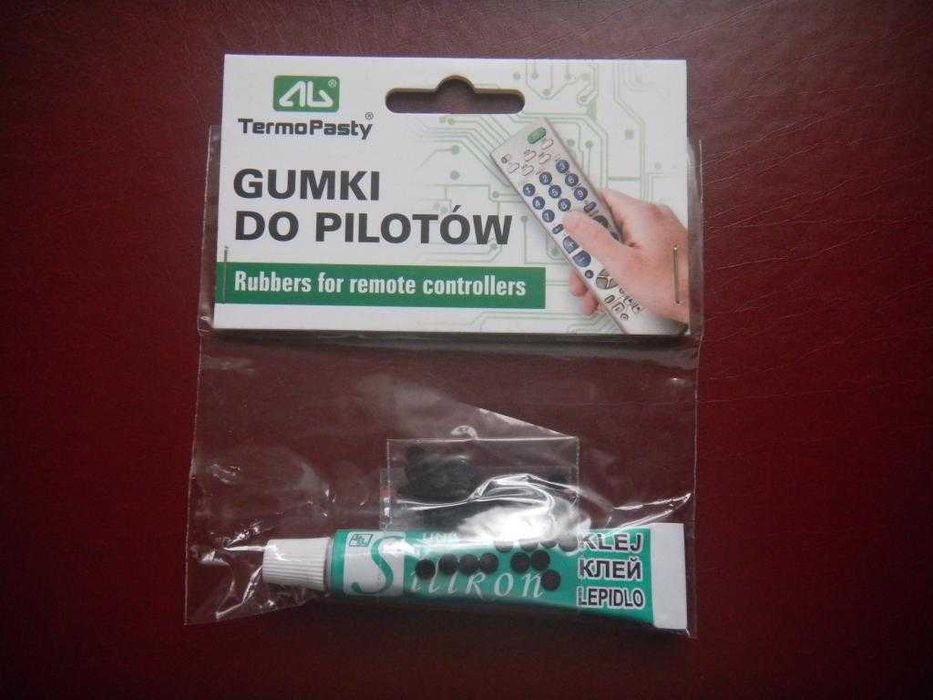 AG
TermoPasty®
GUMKI
DO PILOTÓW
Rubbers for remote controllers
Silikon
KLEJ
КЛЕЙ
LEPIDLO